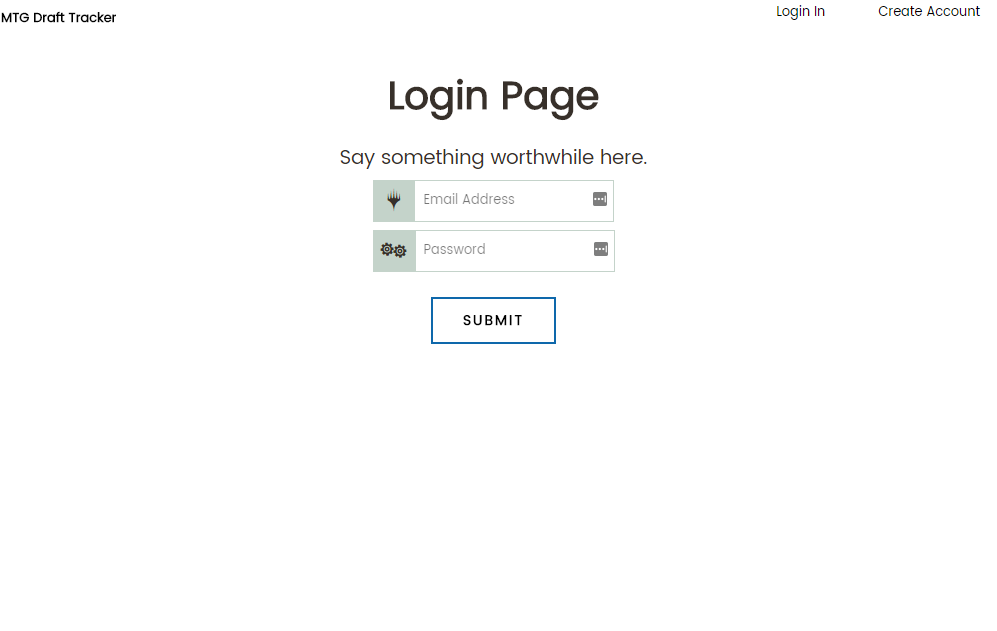 MTG Draft Tracker
Login In
Create Account
Login Page
Say something worthwhile here.
Email Address
Password
SUBMIT